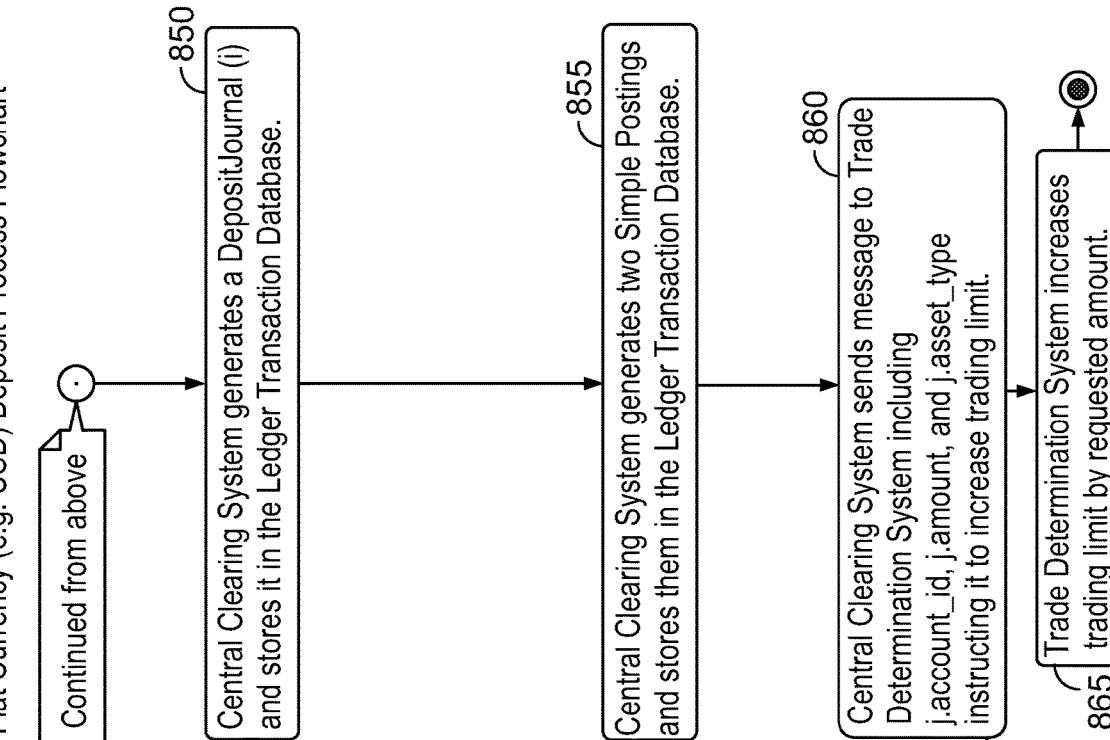 Fiat Currency (e.g. USD) Deposit Process Flowchart
Continued from above
850
Central Clearing System generates a DepositJournal (i)
and stores it in the Ledger Transaction Database.
855
Central Clearing System generates two Simple Postings
and stores them in the Ledger Transaction Database.
860
Central Clearing System sends message to Trade
Determination System including
j.account_id, j.amount, and j.asset_type
instructing it to increase trading limit.
865
Trade Determination System increases
trading limit by requested amount.